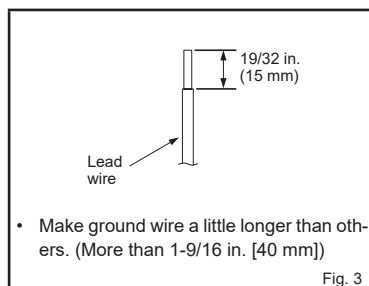 19/32 in.
(15 mm)
Lead
wire
• Make ground wire a little longer than oth-
ers. (More than 1-9/16 in. [40 mm])
Fig. 3